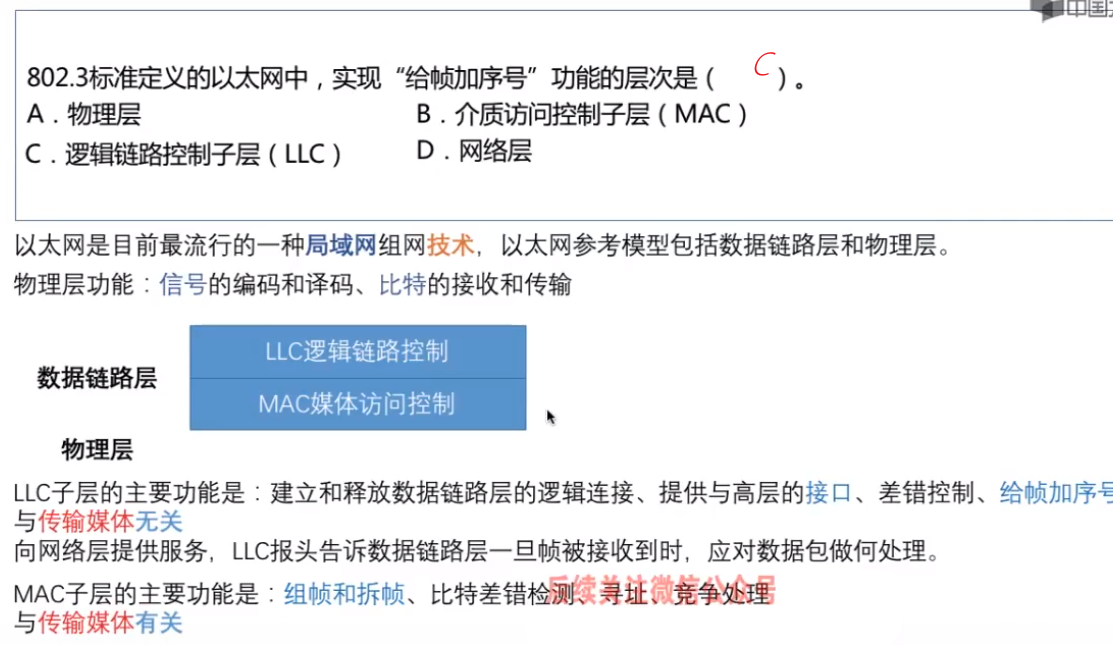 中国
802.3标准定义的以太网中，实现“给帧加序号”功能的层次是（ C ）。
A．物理层 B．介质访问控制子层（MAC）
C．逻辑链路控制子层（LLC） D．网络层
以太网是目前最流行的一种局域网组网技术，以太网参考模型包括数据链路层和物理层。
物理层功能：信号的编码和译码、比特的接收和传输
LLC逻辑链路控制
数据链路层
MAC媒体访问控制
物理层
LLC子层的主要功能是：建立和释放数据链路层的逻辑连接、提供与高层的接口、差错控制、给帧加序号
与传输媒体无关
向网络层提供服务，LLC报头告诉数据链路层一旦帧被接收到时，应对数据包做何处理。
MAC子层的主要功能是：组帧和拆帧、比特差错检测、寻址、竞争处理
后续关注微信公众号
与传输媒体有关